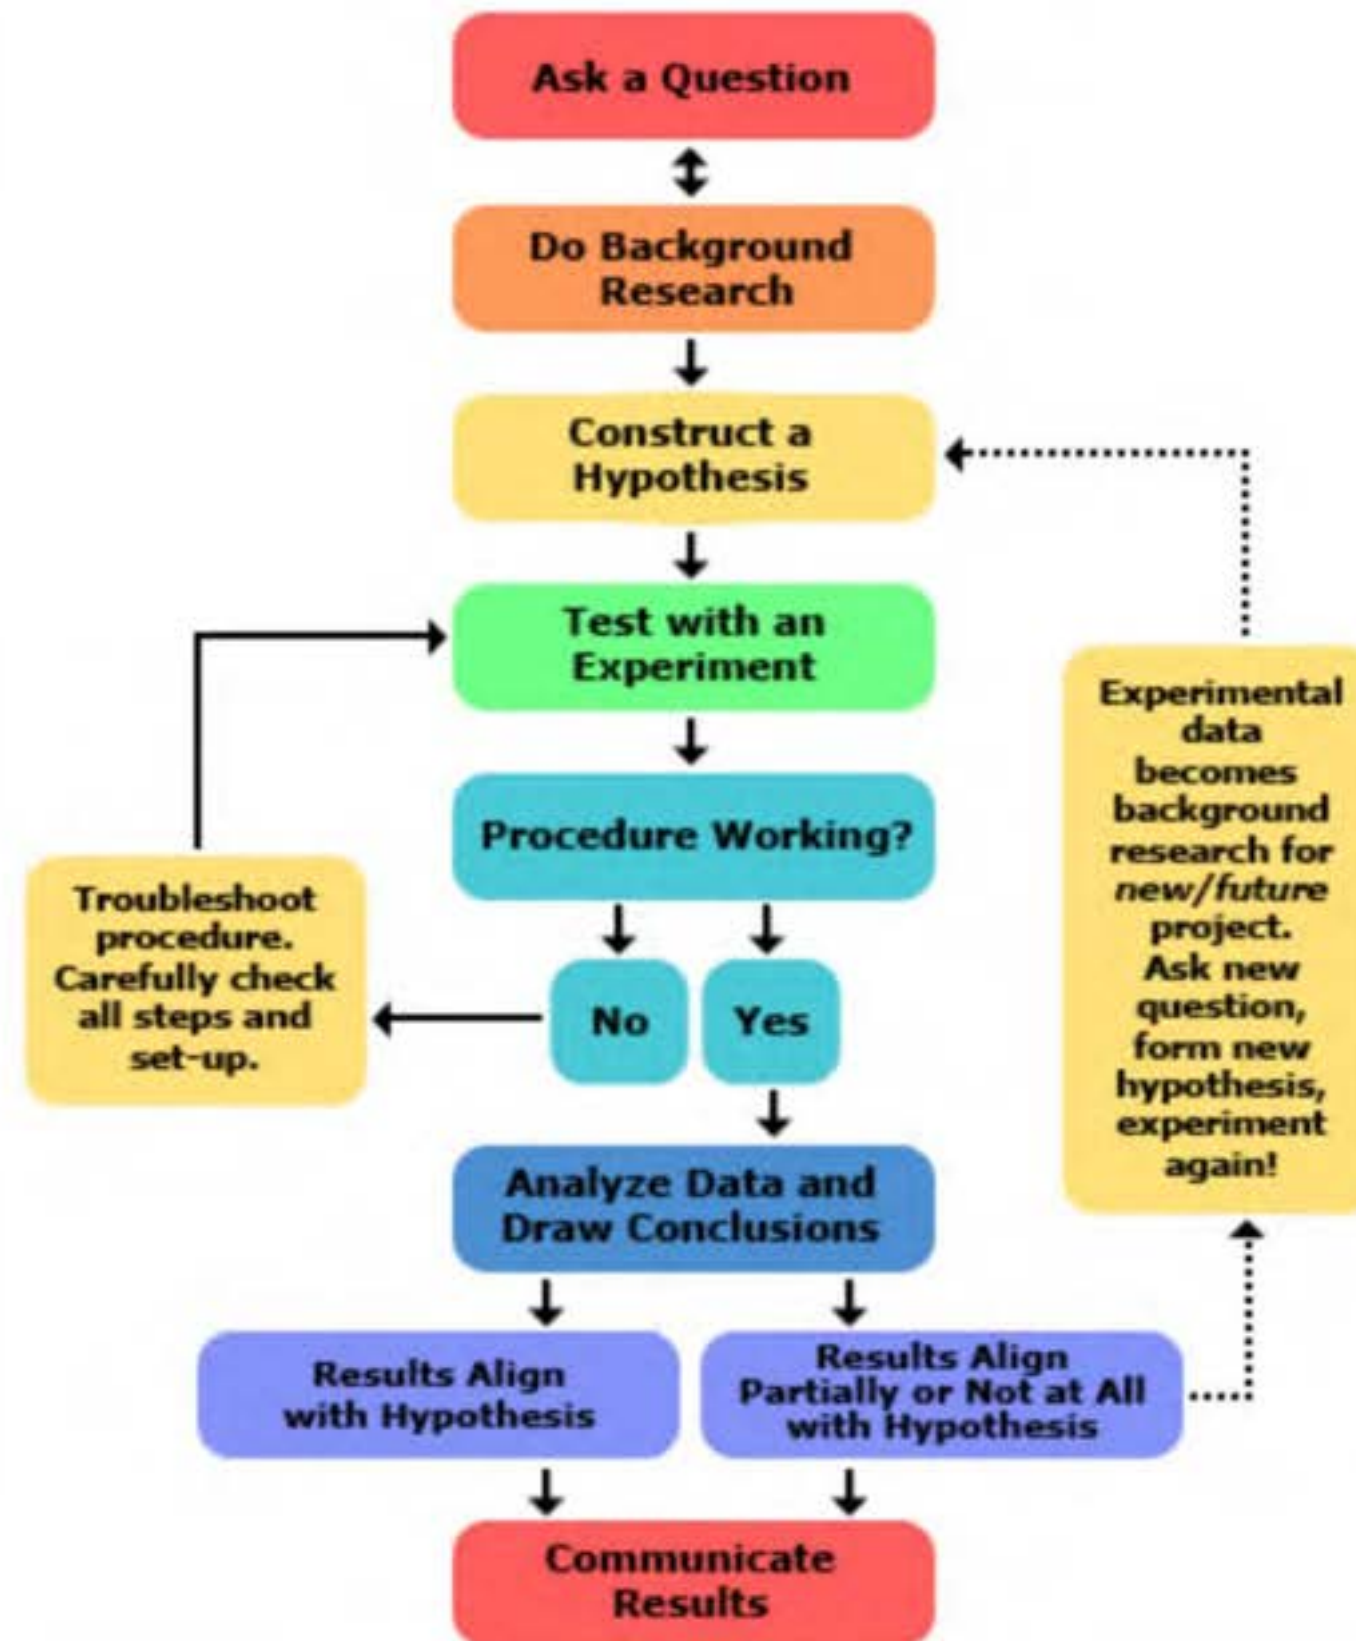 Ask a Question
Do Background
Research
Construct a
Hypothesis
Test with an
Experiment
Procedure Working?
No
Yes
Troubleshoot
procedure.
Carefully check
all steps and
set-up.
Analyze Data and
Draw Conclusions
Results Align
with Hypothesis
Results Align
Partially or Not at All
with Hypothesis
Experimental
data
becomes
background
research for
new/future
project.
Ask new
question,
form new
hypothesis,
experiment
again!
Communicate
Results